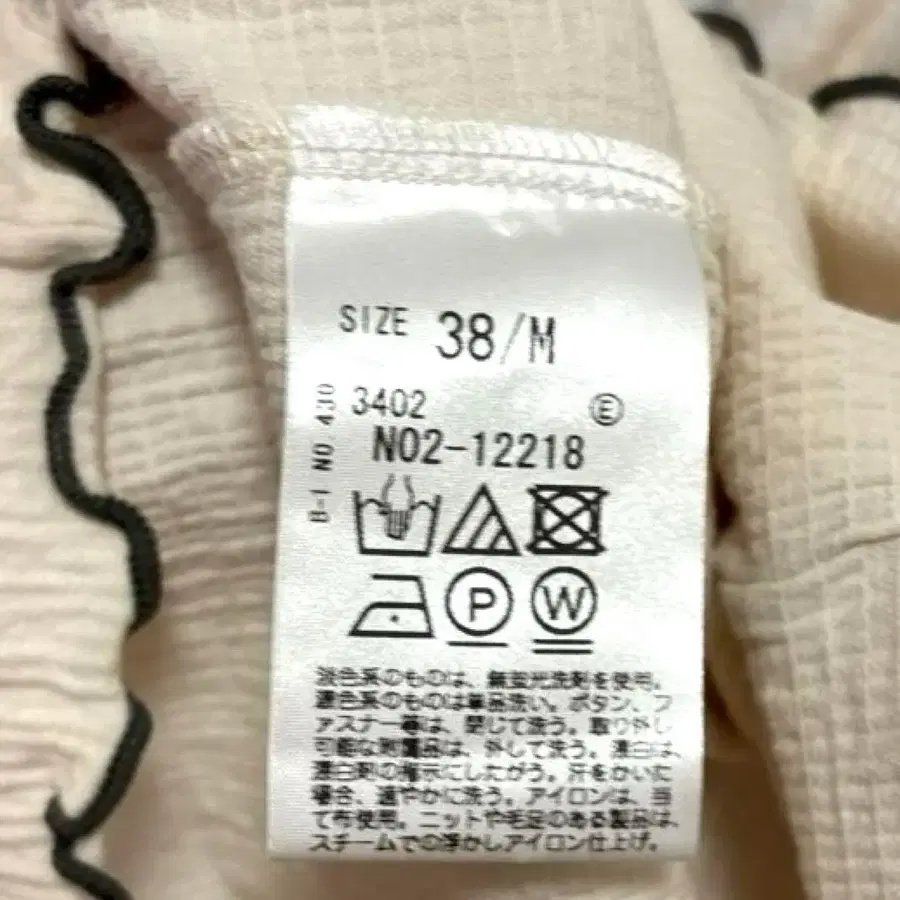 SIZE 38/M
B-1 NO 430
3402 Ⓔ
N02-12218
P W
淡色系のものは、無蛍光洗剤を使用。
濃色系のものは単品洗い。ボタン、フ
ァスナー等は、閉じて洗う。取り外し
可能な附属品は、外して洗う。漂白は、
漂白剤の指示にしたがう。汗をかいた
場合、速やかに洗う。アイロンは、当
て布使用。ニットや毛足のある製品は、
スチームでの浮かしアイロン仕上げ。